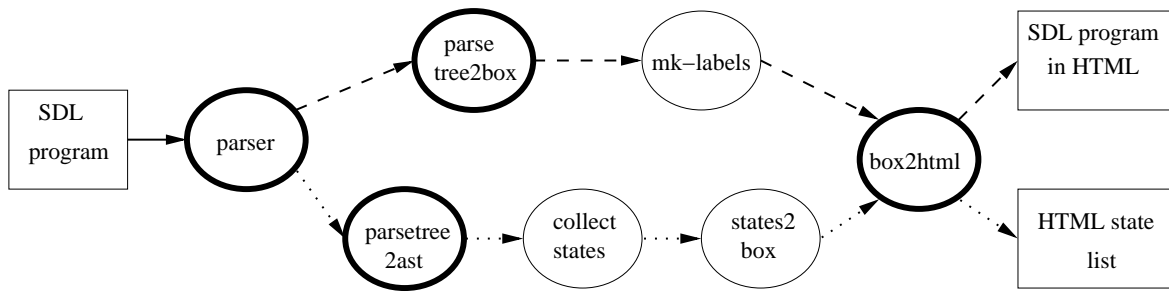 SDL
program
parser
parse
tree2box
mk-labels
parsetree
2ast
collect
states
states2
box
box2html
SDL program
in HTML
HTML state
list